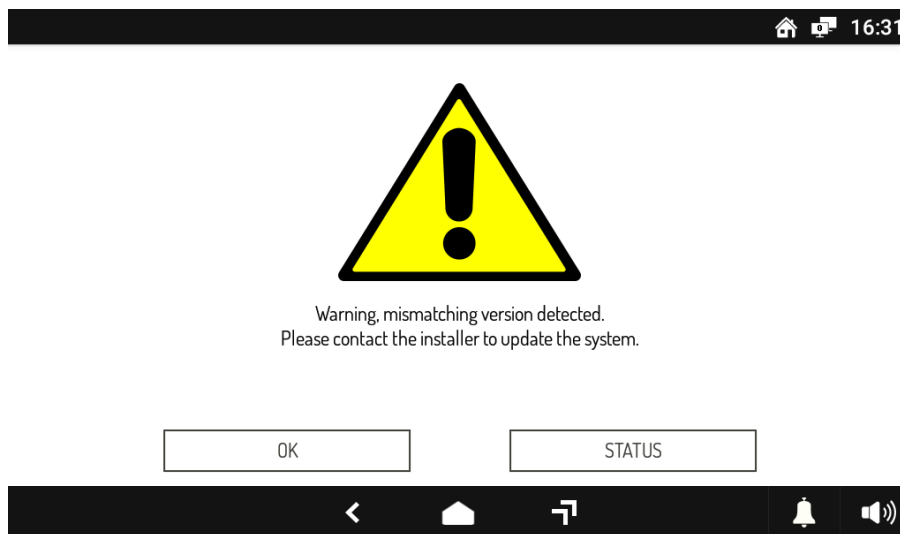 16:31
Warning, mismatching version detected.
Please contact the installer to update the system.
OK
STATUS